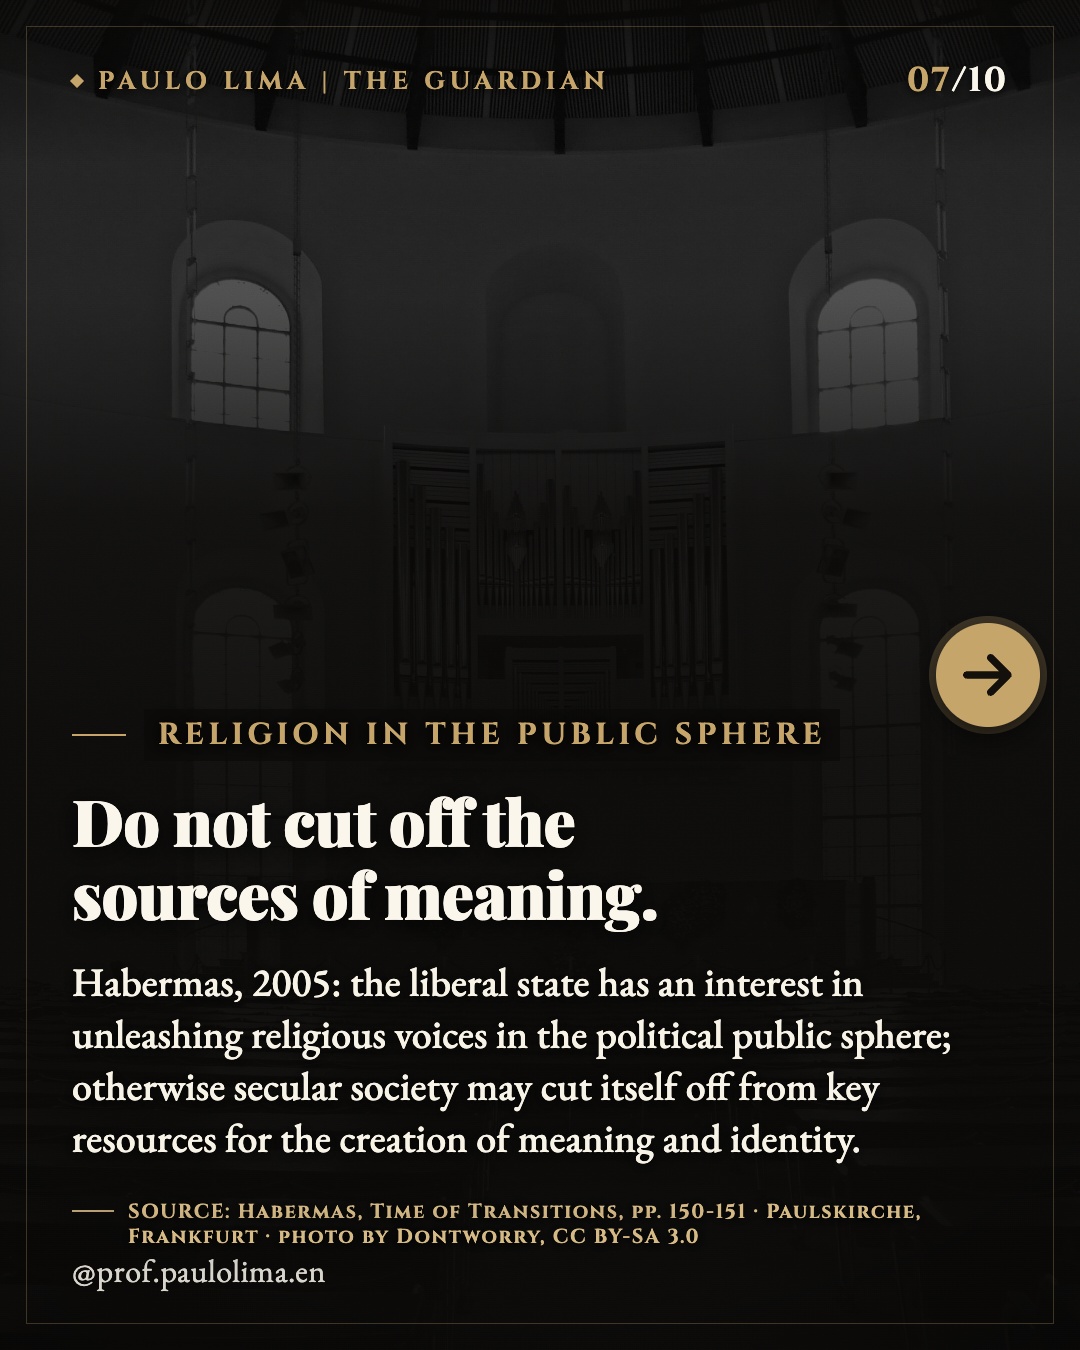 ◆ PAULO LIMA | THE GUARDIAN
07/10
RELIGION IN THE PUBLIC SPHERE
Do not cut off the
sources of meaning.
Habermas, 2005: the liberal state has an interest in
unleashing religious voices in the political public sphere;
otherwise secular society may cut itself off from key
resources for the creation of meaning and identity.
SOURCE: Habermas, Time of Transitions, pp. 150-151 · Paulskirche,
Frankfurt · photo by Dontworry, CC BY-SA 3.0
@prof.paulolima.en